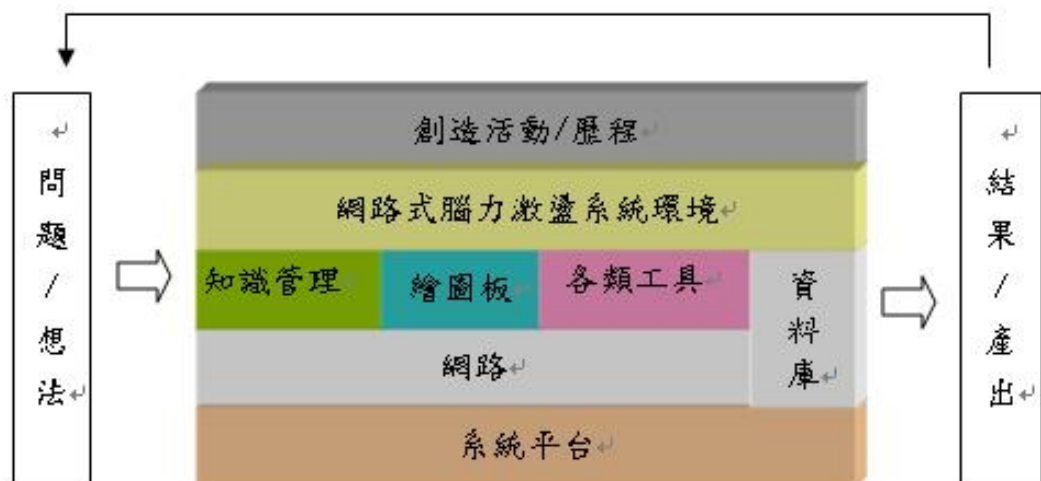 問題/想法
創造活動/歷程
網路式腦力激盪系統環境
知識管理
繪圖板
各類工具
資料庫
網路
系統平台
結果/產出